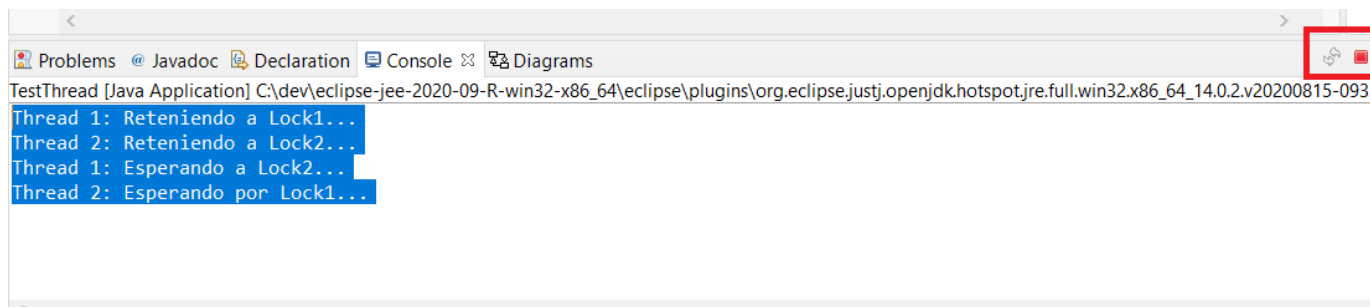 Problems @ Javadoc Declaration Console Diagrams
TestThread [Java Application] C:\dev\eclipse-jee-2020-09-R-win32-x86_64\eclipse\plugins\org.eclipse.justj.openjdk.hotspot.jre.full.win32.x86_64_14.0.2.v20200815-093
Thread 1: Reteniendo a Lock1...
Thread 2: Reteniendo a Lock2...
Thread 1: Esperando a Lock2...
Thread 2: Esperando por Lock1...